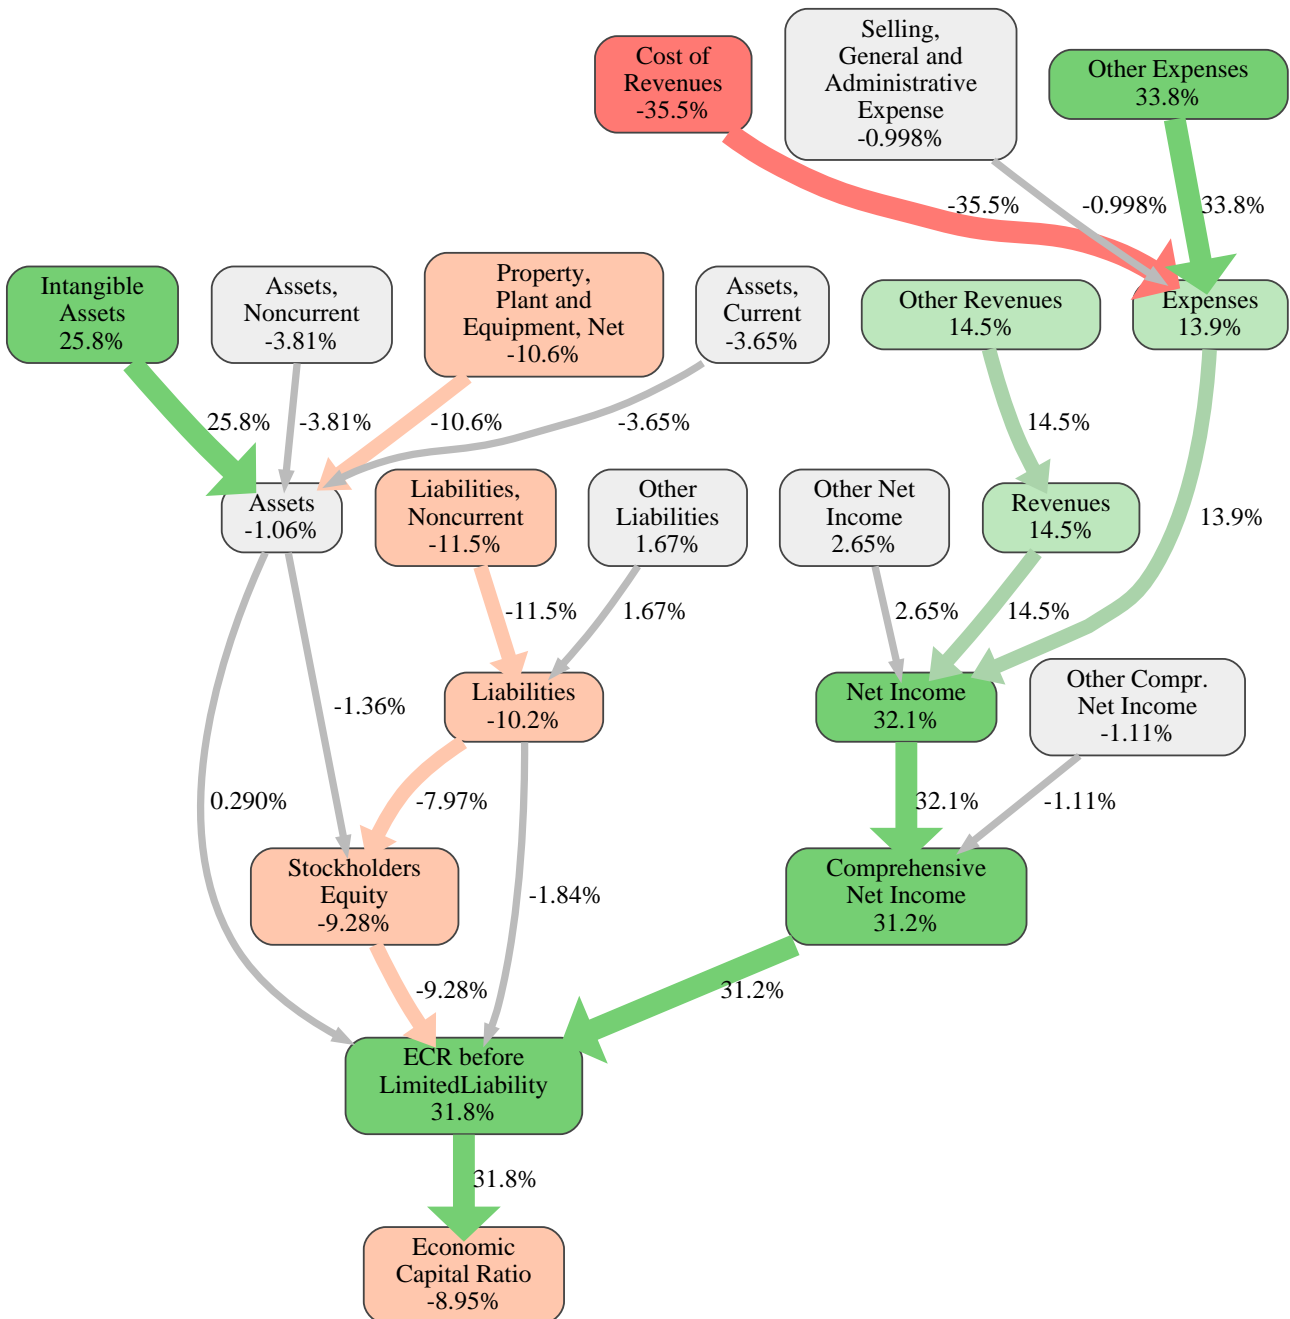 Cost of
Revenues
-35.5%
Selling,
General and
Administrative
Expense
-0.998%
Other Expenses
33.8%
-35.5%
-0.998%
33.8%
Intangible
Assets
25.8%
Assets,
Noncurrent
-3.81%
Property,
Plant and
Equipment, Net
-10.6%
Assets,
Current
-3.65%
Other Revenues
14.5%
Expenses
13.9%
25.8%
-3.81%
-10.6%
-3.65%
14.5%
Assets
-1.06%
Liabilities,
Noncurrent
-11.5%
Other
Liabilities
1.67%
Other Net
Income
2.65%
Revenues
14.5%
13.9%
-11.5%
1.67%
2.65%
14.5%
-1.36%
Liabilities
-10.2%
Net Income
32.1%
Other Compr.
Net Income
-1.11%
0.290%
-7.97%
32.1%
-1.11%
Stockholders
Equity
-9.28%
-1.84%
Comprehensive
Net Income
31.2%
-9.28%
31.2%
ECR before
LimitedLiability
31.8%
31.8%
Economic
Capital Ratio
-8.95%